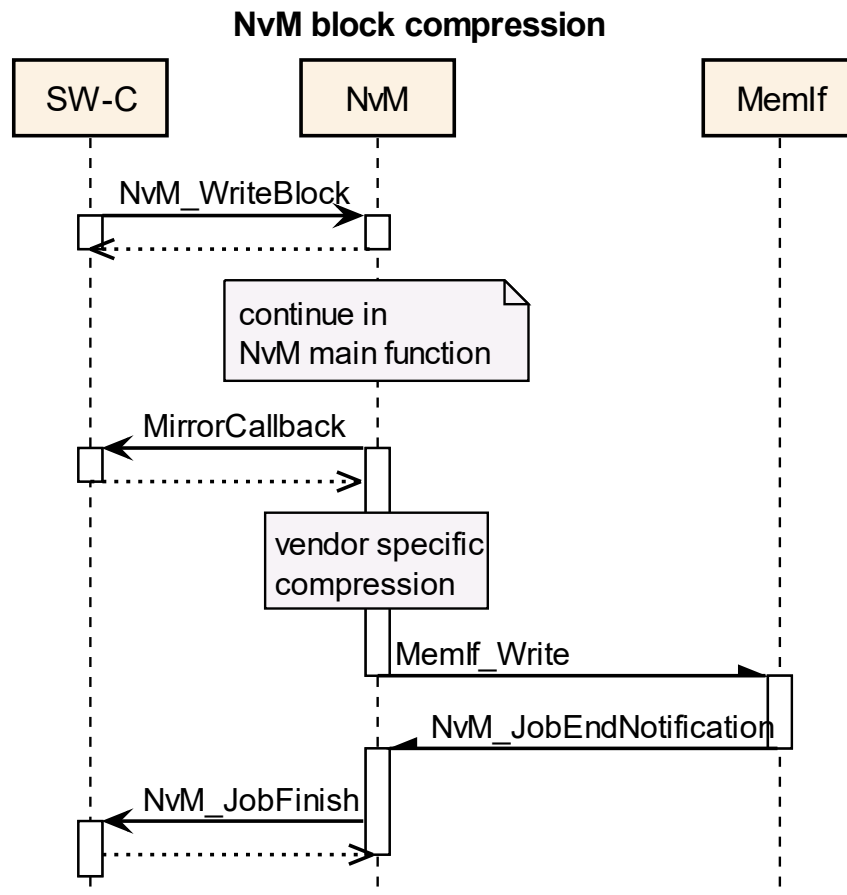 NvM block compression
SW-C
NvM
MemIf
NvM_WriteBlock
continue in
NvM main function
MirrorCallback
vendor specific
compression
MemIf_Write
NvM_JobEndNotification
NvM_JobFinish